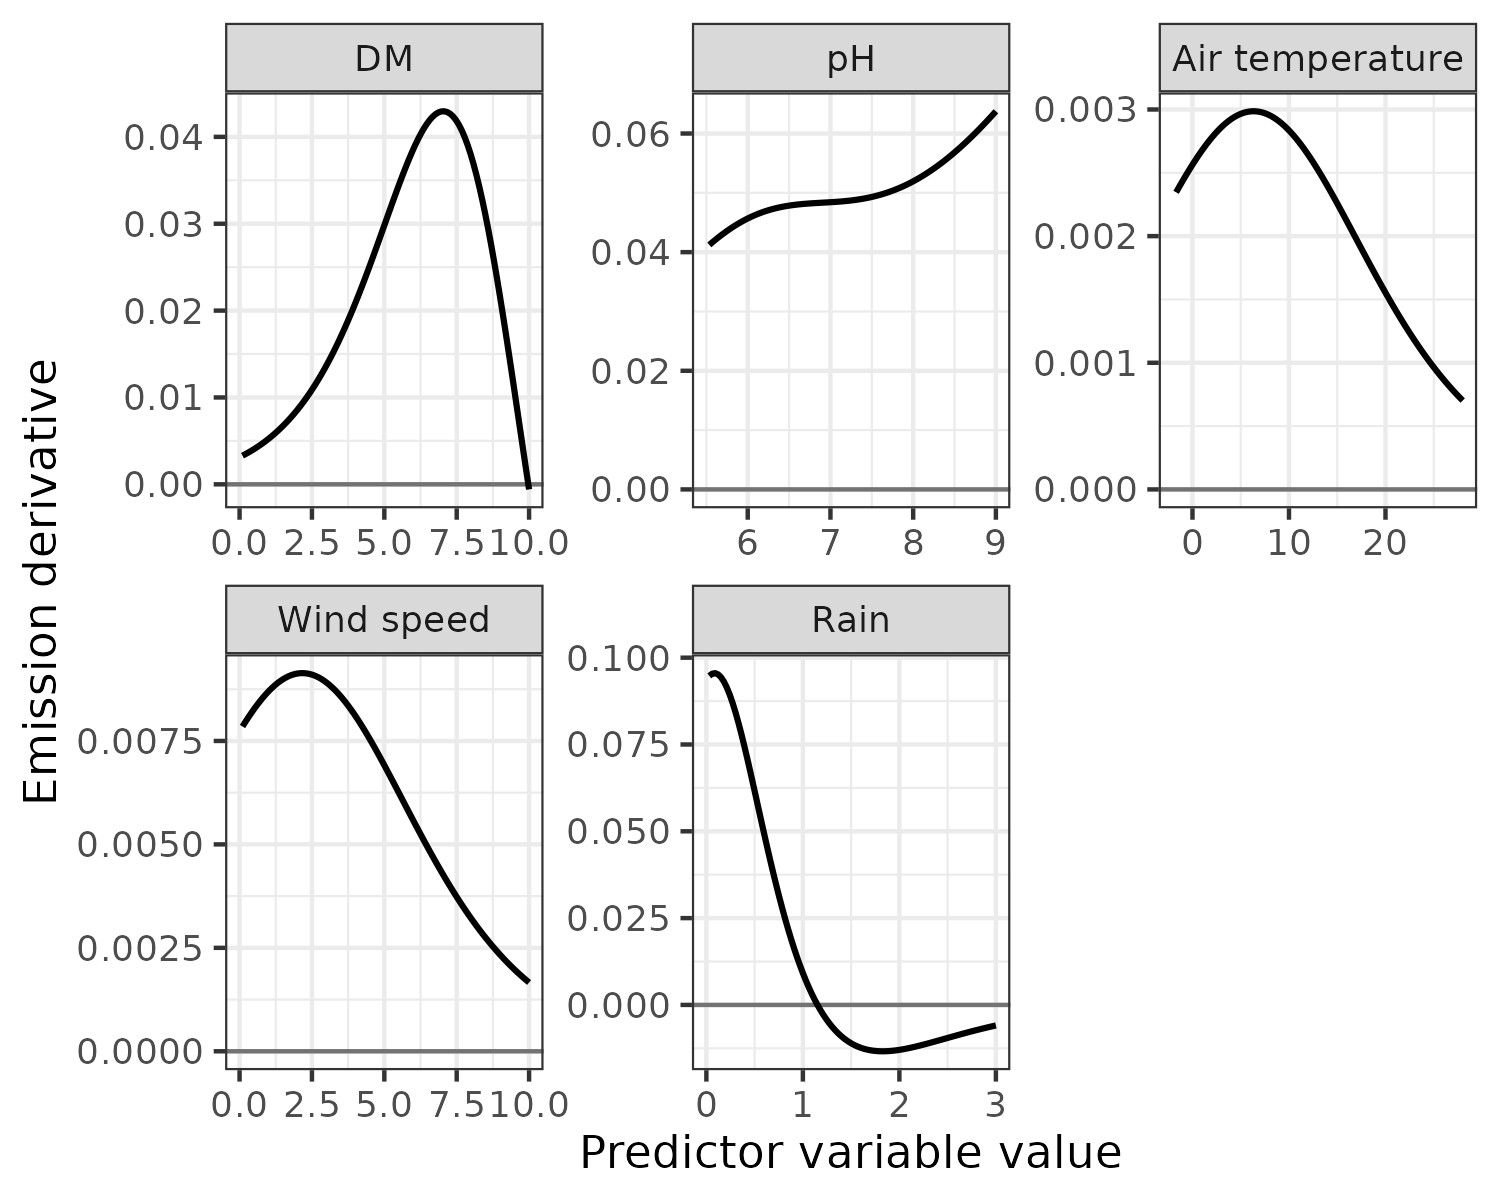 DM
pH
Air temperature
0.04
0.03
0.02
0.01
0.00
0.06
0.04
0.02
0.00
0.003
0.002
0.001
0.000
0.0 2.5 5.0 7.5 10.0
6 7 8 9
0 10 20
Wind speed
Rain
0.0075
0.0050
0.0025
0.0000
0.100
0.075
0.050
0.025
0.000
0.0 2.5 5.0 7.5 10.0
0 1 2 3
Emission derivative
Predictor variable value